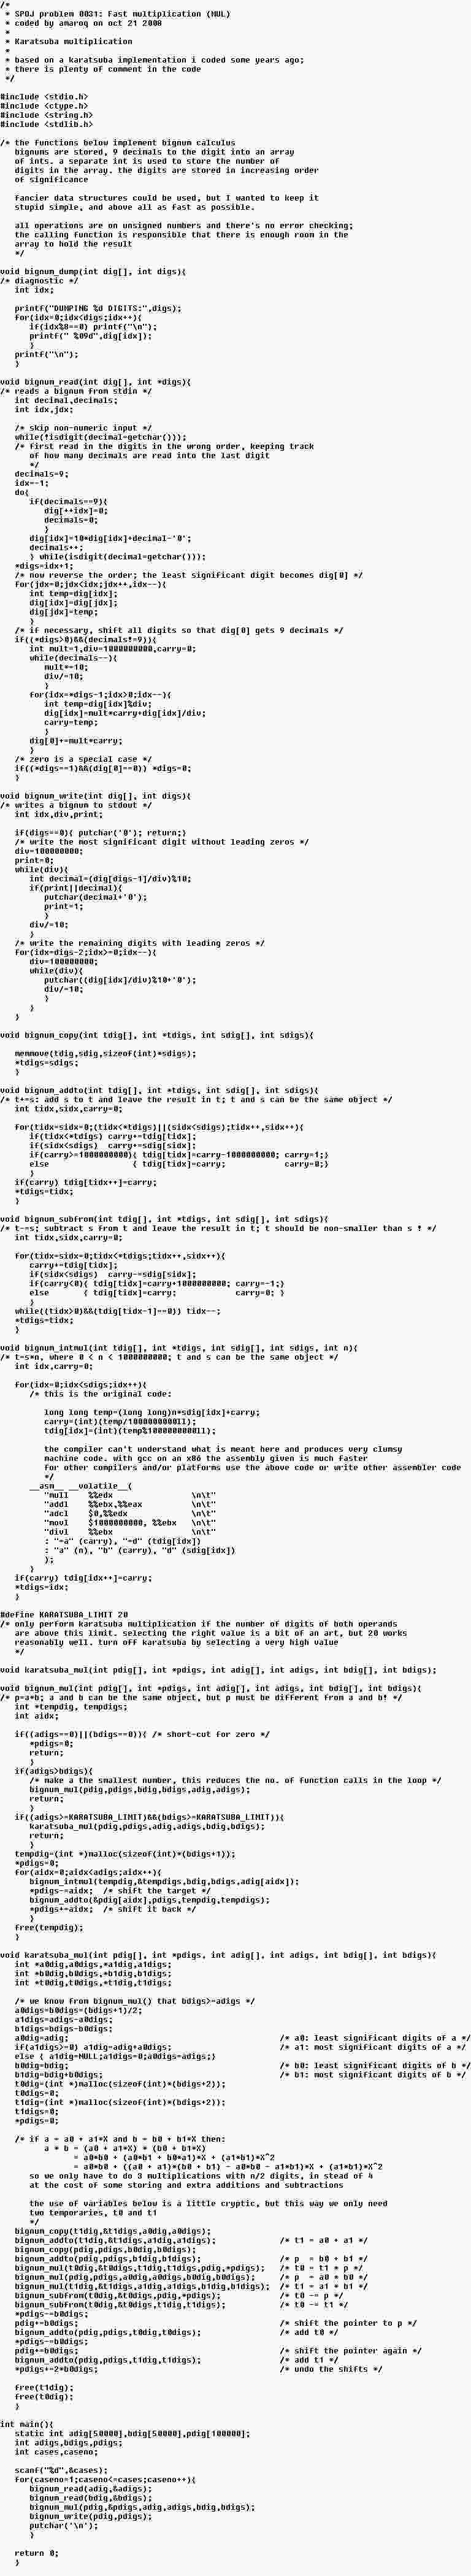 /*
 * SPOJ problem 0031: Fast multiplication (MUL)
 * coded by amaroq on oct 21 2008
 *
 * Karatsuba multiplication
 *
 * based on a karatsuba implementation i coded some years ago;
 * there is plenty of comment in the code
 */

#include <stdio.h>
#include <ctype.h>
#include <string.h>
#include <stdlib.h>

/* the functions below implement bignum calculus
   bignums are stored, 9 decimals to the digit into an array
   of ints. a separate int is used to store the number of
   digits in the array. the digits are stored in increasing order
   of significance

   fancier data structures could be used, but I wanted to keep it
   stupid simple, and above all as fast as possible.

   all operations are on unsigned numbers and there's no error checking;
   the calling function is responsible that there is enough room in the
   array to hold the result
   */

void bignum_dump(int dig[], int digs){
/* diagnostic */
   int idx;

   printf("DUMPING %d DIGITS:",digs);
   for(idx=0;idx<digs;idx++){
      if(idx%8==0) printf("\n");
      printf(" %09d",dig[idx]);
      }
   printf("\n");
   }

void bignum_read(int dig[], int *digs){
/* reads a bignum from stdin */
   int decimal,decimals;
   int idx,jdx;

   /* skip non-numeric input */
   while(!isdigit(decimal=getchar()));
   /* first read in the digits in the wrong order, keeping track
      of how many decimals are read into the last digit
      */
   decimals=9;
   idx=-1;
   do{
      if(decimals==9){
         dig[++idx]=0;
         decimals=0;
         }
      dig[idx]=10*dig[idx]+decimal-'0';
      decimals++;
      } while(isdigit(decimal=getchar()));
   *digs=idx+1;
   /* now reverse the order; the least significant digit becomes dig[0] */
   for(jdx=0;jdx<idx;jdx++,idx--){
      int temp=dig[idx];
      dig[idx]=dig[jdx];
      dig[jdx]=temp;
      }
   /* if necessary, shift all digits so that dig[0] gets 9 decimals */
   if((*digs>0)&&(decimals!=9)){
      int mult=1,div=1000000000,carry=0;
      while(decimals--){
         mult*=10;
         div/=10;
         }
      for(idx=*digs-1;idx>0;idx--){
         int temp=dig[idx]%div;
         dig[idx]=mult*carry+dig[idx]/div;
         carry=temp;
         }
      dig[0]+=mult*carry;
      }
   /* zero is a special case */
   if((*digs==1)&&(dig[0]==0)) *digs=0;
   }

void bignum_write(int dig[], int digs){
/* writes a bignum to stdout */
   int idx,div,print;

   if(digs==0){ putchar('0'); return;}
   /* write the most significant digit without leading zeros */
   div=100000000;
   print=0;
   while(div){
      int decimal=(dig[digs-1]/div)%10;
      if(print||decimal){
         putchar(decimal+'0');
         print=1;
         }
      div/=10;
      }
   /* write the remaining digits with leading zeros */
   for(idx=digs-2;idx>=0;idx--){
      div=100000000;
      while(div){
         putchar((dig[idx]/div)%10+'0');
         div/=10;
         }
      }
   }

void bignum_copy(int tdig[], int *tdigs, int sdig[], int sdigs){

   memmove(tdig,sdig,sizeof(int)*sdigs);
   *tdigs=sdigs;
   }

void bignum_addto(int tdig[], int *tdigs, int sdig[], int sdigs){
/* t+=s: add s to t and leave the result in t; t and s can be the same object */
   int tidx,sidx,carry=0;

   for(tidx=sidx=0;(tidx<*tdigs)||(sidx<sdigs);tidx++,sidx++){
      if(tidx<*tdigs) carry+=tdig[tidx];
      if(sidx<sdigs)  carry+=sdig[sidx];
      if(carry>=1000000000){ tdig[tidx]=carry-1000000000; carry=1;}
      else                 { tdig[tidx]=carry;            carry=0;}
      }
   if(carry) tdig[tidx++]=carry;
   *tdigs=tidx;
   }

void bignum_subfrom(int tdig[], int *tdigs, int sdig[], int sdigs){
/* t-=s; subtract s from t and leave the result in t; t should be non-smaller than s ! */
   int tidx,sidx,carry=0;

   for(tidx=sidx=0;tidx<*tdigs;tidx++,sidx++){
      carry+=tdig[tidx];
      if(sidx<sdigs)  carry-=sdig[sidx];
      if(carry<0){ tdig[tidx]=carry+1000000000; carry=-1;}
      else       { tdig[tidx]=carry;            carry=0; }
      }
   while((tidx>0)&&(tdig[tidx-1]==0)) tidx--;
   *tdigs=tidx;
   }

void bignum_intmul(int tdig[], int *tdigs, int sdig[], int sdigs, int n){
/* t=s*n, where 0 < n < 1000000000; t and s can be the same object */
   int idx,carry=0;

   for(idx=0;idx<sdigs;idx++){
      /* this is the original code:

         long long temp=(long long)n*sdig[idx]+carry;
         carry=(int)(temp/1000000000ll);
         tdig[idx]=(int)(temp%1000000000ll);

         the compiler can't understand what is meant here and produces very clumsy
         machine code. with gcc on an x86 the assembly given is much faster
         for other compilers and/or platforms use the above code or write other assembler code
         */
      __asm__ __volatile__(
         "mull    %%edx                \n\t"
         "addl    %%ebx,%%eax          \n\t"
         "adcl    $0,%%edx             \n\t"
         "movl    $1000000000, %%ebx   \n\t"
         "divl    %%ebx                \n\t"
         : "=a" (carry), "=d" (tdig[idx])
         : "a" (n), "b" (carry), "d" (sdig[idx])
         );
      }
   if(carry) tdig[idx++]=carry;
   *tdigs=idx;
   }

#define KARATSUBA_LIMIT 20
/* only perform karatsuba multiplication if the number of digits of both operands
   are above this limit. selecting the right value is a bit of an art, but 20 works
   reasonably well. turn off karatsuba by selecting a very high value
   */

void karatsuba_mul(int pdig[], int *pdigs, int adig[], int adigs, int bdig[], int bdigs);

void bignum_mul(int pdig[], int *pdigs, int adig[], int adigs, int bdig[], int bdigs){
/* p=a*b; a and b can be the same object, but p must be different from a and b! */
   int *tempdig, tempdigs;
   int aidx;

   if((adigs==0)||(bdigs==0)){ /* short-cut for zero */
      *pdigs=0;
      return;
      }
   if(adigs>bdigs){
      /* make a the smallest number, this reduces the no. of function calls in the loop */
      bignum_mul(pdig,pdigs,bdig,bdigs,adig,adigs);
      return;
      }
   if((adigs>=KARATSUBA_LIMIT)&&(bdigs>=KARATSUBA_LIMIT)){
      karatsuba_mul(pdig,pdigs,adig,adigs,bdig,bdigs);
      return;
      }
   tempdig=(int *)malloc(sizeof(int)*(bdigs+1));
   *pdigs=0;
   for(aidx=0;aidx<adigs;aidx++){
      bignum_intmul(tempdig,&tempdigs,bdig,bdigs,adig[aidx]);
      *pdigs-=aidx;  /* shift the target */
      bignum_addto(&pdig[aidx],pdigs,tempdig,tempdigs);
      *pdigs+=aidx;  /* shift it back */
      }
   free(tempdig);
   }

void karatsuba_mul(int pdig[], int *pdigs, int adig[], int adigs, int bdig[], int bdigs){
   int *a0dig,a0digs,*a1dig,a1digs;
   int *b0dig,b0digs,*b1dig,b1digs;
   int *t0dig,t0digs,*t1dig,t1digs;

   /* we know from bignum_mul() that bdigs>=adigs */
   a0digs=b0digs=(bdigs+1)/2;
   a1digs=adigs-a0digs;
   b1digs=bdigs-b0digs;
   a0dig=adig;                                          /* a0: least significant digits of a */
   if(a1digs>=0) a1dig=adig+a0digs;                     /* a1: most significant digits of a */
   else { a1dig=NULL;a1digs=0;a0digs=adigs;}
   b0dig=bdig;                                          /* b0: least significant digits of b */
   b1dig=bdig+b0digs;                                   /* b1: most significant digits of b */
   t0dig=(int *)malloc(sizeof(int)*(bdigs+2));
   t0digs=0;
   t1dig=(int *)malloc(sizeof(int)*(bdigs+2));
   t1digs=0;
   *pdigs=0;

   /* if a = a0 + a1*X and b = b0 + b1*X then:
         a * b = (a0 + a1*X) * (b0 + b1*X)
               = a0*b0 + (a0*b1 + b0*a1)*X + (a1*b1)*X^2
               = a0*b0 + ((a0 + a1)*(b0 + b1) - a0*b0 - a1*b1)*X + (a1*b1)*X^2
      so we only have to do 3 multiplications with n/2 digits, in stead of 4
      at the cost of some storing and extra additions and subtractions

      the use of variables below is a little cryptic, but this way we only need
      two temporaries, t0 and t1
      */
   bignum_copy(t1dig,&t1digs,a0dig,a0digs);
   bignum_addto(t1dig,&t1digs,a1dig,a1digs);            /* t1 = a0 + a1 */
   bignum_copy(pdig,pdigs,b0dig,b0digs);
   bignum_addto(pdig,pdigs,b1dig,b1digs);               /* p  = b0 + b1 */
   bignum_mul(t0dig,&t0digs,t1dig,t1digs,pdig,*pdigs);  /* t0 = t1 * p */
   bignum_mul(pdig,pdigs,a0dig,a0digs,b0dig,b0digs);    /* p  = a0 * b0 */
   bignum_mul(t1dig,&t1digs,a1dig,a1digs,b1dig,b1digs); /* t1 = a1 * b1 */
   bignum_subfrom(t0dig,&t0digs,pdig,*pdigs);           /* t0 -= p */
   bignum_subfrom(t0dig,&t0digs,t1dig,t1digs);          /* t0 -= t1 */
   *pdigs-=b0digs;
   pdig+=b0digs;                                        /* shift the pointer to p */
   bignum_addto(pdig,pdigs,t0dig,t0digs);               /* add t0 */
   *pdigs-=b0digs;
   pdig+=b0digs;                                        /* shift the pointer again */
   bignum_addto(pdig,pdigs,t1dig,t1digs);               /* add t1 */
   *pdigs+=2*b0digs;                                    /* undo the shifts */

   free(t1dig);
   free(t0dig);
   }

int main(){
   static int adig[50000],bdig[50000],pdig[100000];
   int adigs,bdigs,pdigs;
   int cases,caseno;

   scanf("%d",&cases);
   for(caseno=1;caseno<=cases;caseno++){
      bignum_read(adig,&adigs);
      bignum_read(bdig,&bdigs);
      bignum_mul(pdig,&pdigs,adig,adigs,bdig,bdigs);
      bignum_write(pdig,pdigs);
      putchar('\n');
      }

   return 0;
   }